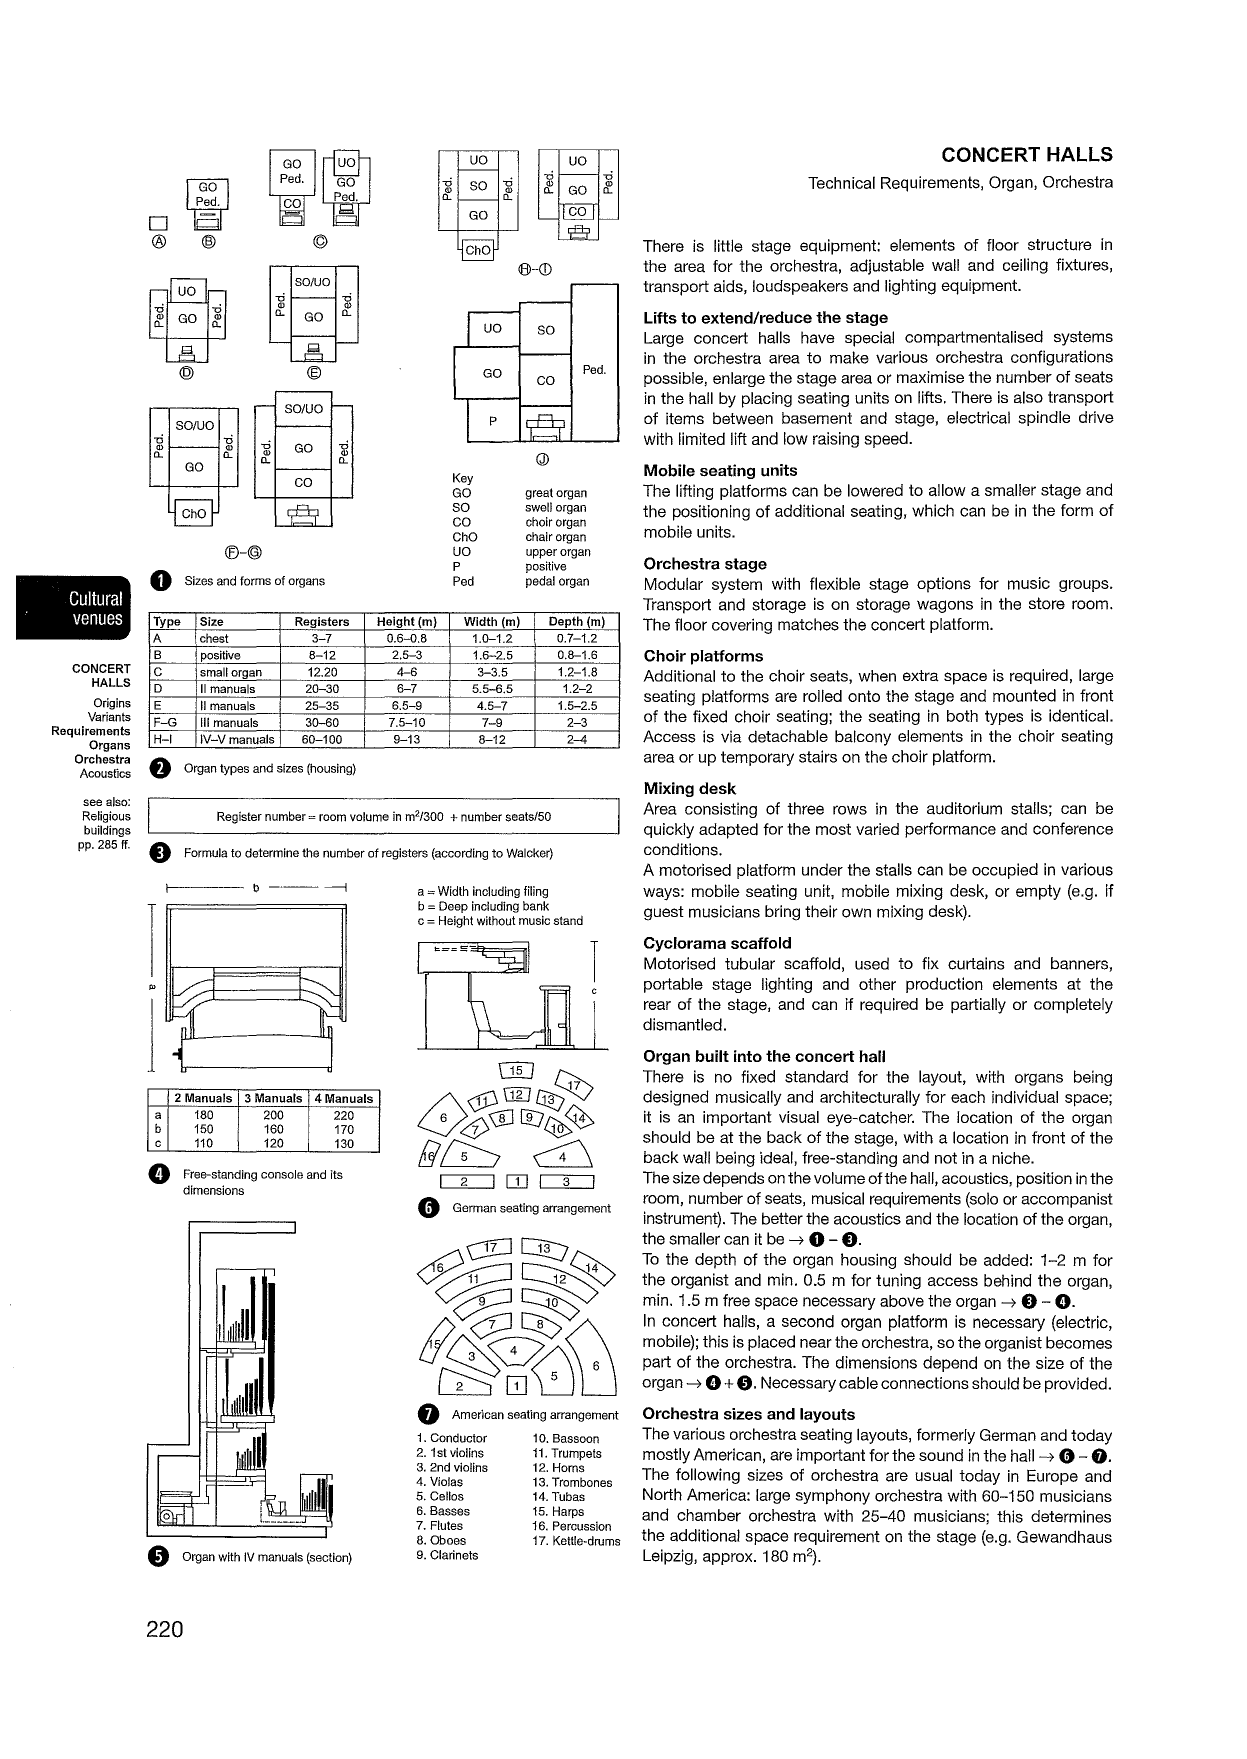 CONCERT HALLS
Technical Requirements, Organ, Orchestra
GO
Ped.
GO
Ped.
CO
UO
GO
Ped.
Ⓐ Ⓑ Ⓒ
UO
SO
GO
ChO
Ped.
Ped.
UO
GO
CO
Ped.
Ped.
Ⓗ–Ⓘ
UO
GO
Ped.
Ped.
Ⓓ
SO/UO
GO
Ped.
Ped.
Ⓔ
UO
SO
GO
CO
Ped.
P
Ⓙ
SO/UO
GO
ChO
Ped.
Ped.
SO/UO
GO
CO
Ped.
Ped.
Ⓕ–Ⓖ
Key
GO great organ
SO swell organ
CO choir organ
ChO chair organ
UO upper organ
P positive
Ped pedal organ
❶ Sizes and forms of organs
Cultural
venues
CONCERT
HALLS
Origins
Variants
Requirements
Organs
Orchestra
Acoustics
see also:
Religious
buildings
pp. 285 ff.
Type Size Registers Height (m) Width (m) Depth (m)
A chest 3–7 0.6–0.8 1.0–1.2 0.7–1.2
B positive 8–12 2.5–3 1.6–2.5 0.8–1.6
C small organ 12.20 4–6 3–3.5 1.2–1.8
D II manuals 20–30 6–7 5.5–6.5 1.2–2
E II manuals 25–35 6.5–9 4.5–7 1.5–2.5
F–G III manuals 30–60 7.5–10 7–9 2–3
H–I IV–V manuals 60–100 9–13 8–12 2–4
❷ Organ types and sizes (housing)
Register number = room volume in m²/300 + number seats/50
❸ Formula to determine the number of registers (according to Walcker)
b
a
a = Width including filing
b = Deep including bank
c = Height without music stand
c
2 Manuals 3 Manuals 4 Manuals
a 180 200 220
b 150 160 170
c 110 120 130
❹ Free-standing console and its
dimensions
15
17
11 12 13
6 7 8 9 10 14
16 5 4
2 1 3
❻ German seating arrangement
17 13
16 14
11 12
9 10
7 8
15 3 4 5 6
2 1
❼ American seating arrangement
1. Conductor
2. 1st violins
3. 2nd violins
4. Violas
5. Cellos
6. Basses
7. Flutes
8. Oboes
9. Clarinets
10. Bassoon
11. Trumpets
12. Horns
13. Trombones
14. Tubas
15. Harps
16. Percussion
17. Kettle-drums
❺ Organ with IV manuals (section)
There is little stage equipment: elements of floor structure in
the area for the orchestra, adjustable wall and ceiling fixtures,
transport aids, loudspeakers and lighting equipment.
Lifts to extend/reduce the stage
Large concert halls have special compartmentalised systems
in the orchestra area to make various orchestra configurations
possible, enlarge the stage area or maximise the number of seats
in the hall by placing seating units on lifts. There is also transport
of items between basement and stage, electrical spindle drive
with limited lift and low raising speed.
Mobile seating units
The lifting platforms can be lowered to allow a smaller stage and
the positioning of additional seating, which can be in the form of
mobile units.
Orchestra stage
Modular system with flexible stage options for music groups.
Transport and storage is on storage wagons in the store room.
The floor covering matches the concert platform.
Choir platforms
Additional to the choir seats, when extra space is required, large
seating platforms are rolled onto the stage and mounted in front
of the fixed choir seating; the seating in both types is identical.
Access is via detachable balcony elements in the choir seating
area or up temporary stairs on the choir platform.
Mixing desk
Area consisting of three rows in the auditorium stalls; can be
quickly adapted for the most varied performance and conference
conditions.
A motorised platform under the stalls can be occupied in various
ways: mobile seating unit, mobile mixing desk, or empty (e.g. if
guest musicians bring their own mixing desk).
Cyclorama scaffold
Motorised tubular scaffold, used to fix curtains and banners,
portable stage lighting and other production elements at the
rear of the stage, and can if required be partially or completely
dismantled.
Organ built into the concert hall
There is no fixed standard for the layout, with organs being
designed musically and architecturally for each individual space;
it is an important visual eye-catcher. The location of the organ
should be at the back of the stage, with a location in front of the
back wall being ideal, free-standing and not in a niche.
The size depends on the volume of the hall, acoustics, position in the
room, number of seats, musical requirements (solo or accompanist
instrument). The better the acoustics and the location of the organ,
the smaller can it be → ❶ – ❸.
To the depth of the organ housing should be added: 1–2 m for
the organist and min. 0.5 m for tuning access behind the organ,
min. 1.5 m free space necessary above the organ → ❸ – ❹.
In concert halls, a second organ platform is necessary (electric,
mobile); this is placed near the orchestra, so the organist becomes
part of the orchestra. The dimensions depend on the size of the
organ → ❹ + ❺. Necessary cable connections should be provided.
Orchestra sizes and layouts
The various orchestra seating layouts, formerly German and today
mostly American, are important for the sound in the hall → ❻ – ❼.
The following sizes of orchestra are usual today in Europe and
North America: large symphony orchestra with 60–150 musicians
and chamber orchestra with 25–40 musicians; this determines
the additional space requirement on the stage (e.g. Gewandhaus
Leipzig, approx. 180 m²).
220